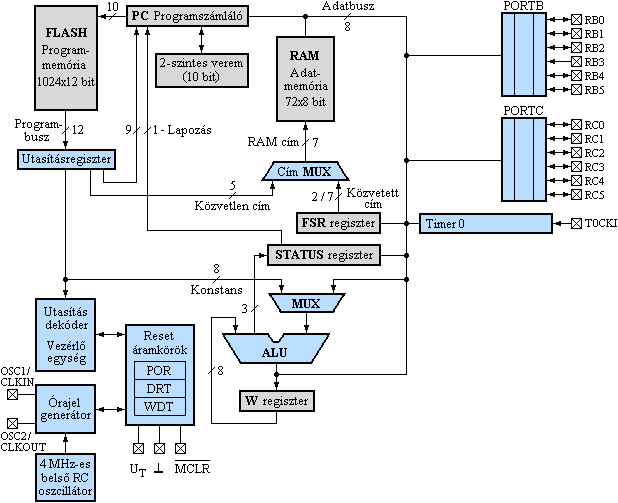 10
PC Programszámláló
Adatbusz
8
PORTB
RB0
RB1
RB2
RB3
RB4
RB5
FLASH
Program-
memória
1024x12 bit
2-szintes verem
(10 bit)
RAM
Adat-
memória
72x8 bit
Program-
busz
12
9
1 - Lapozás
RAM cím
7
PORTC
RC0
RC1
RC2
RC3
RC4
RC5
Utasításregiszter
Cím MUX
5
Közvetlen cím
2 / 7
Közvetett
cím
FSR regiszter
Timer 0
T0CKI
STATUS regiszter
8
Konstans
3
MUX
Utasítás
dekóder
Vezérlő
egység
Reset
áramkörök
POR
DRT
WDT
ALU
8
W regiszter
OSC1/
CLKIN
Órajel
generátor
OSC2/
CLKOUT
4 MHz-es
belső RC
oszcillátor
UT
MCLR